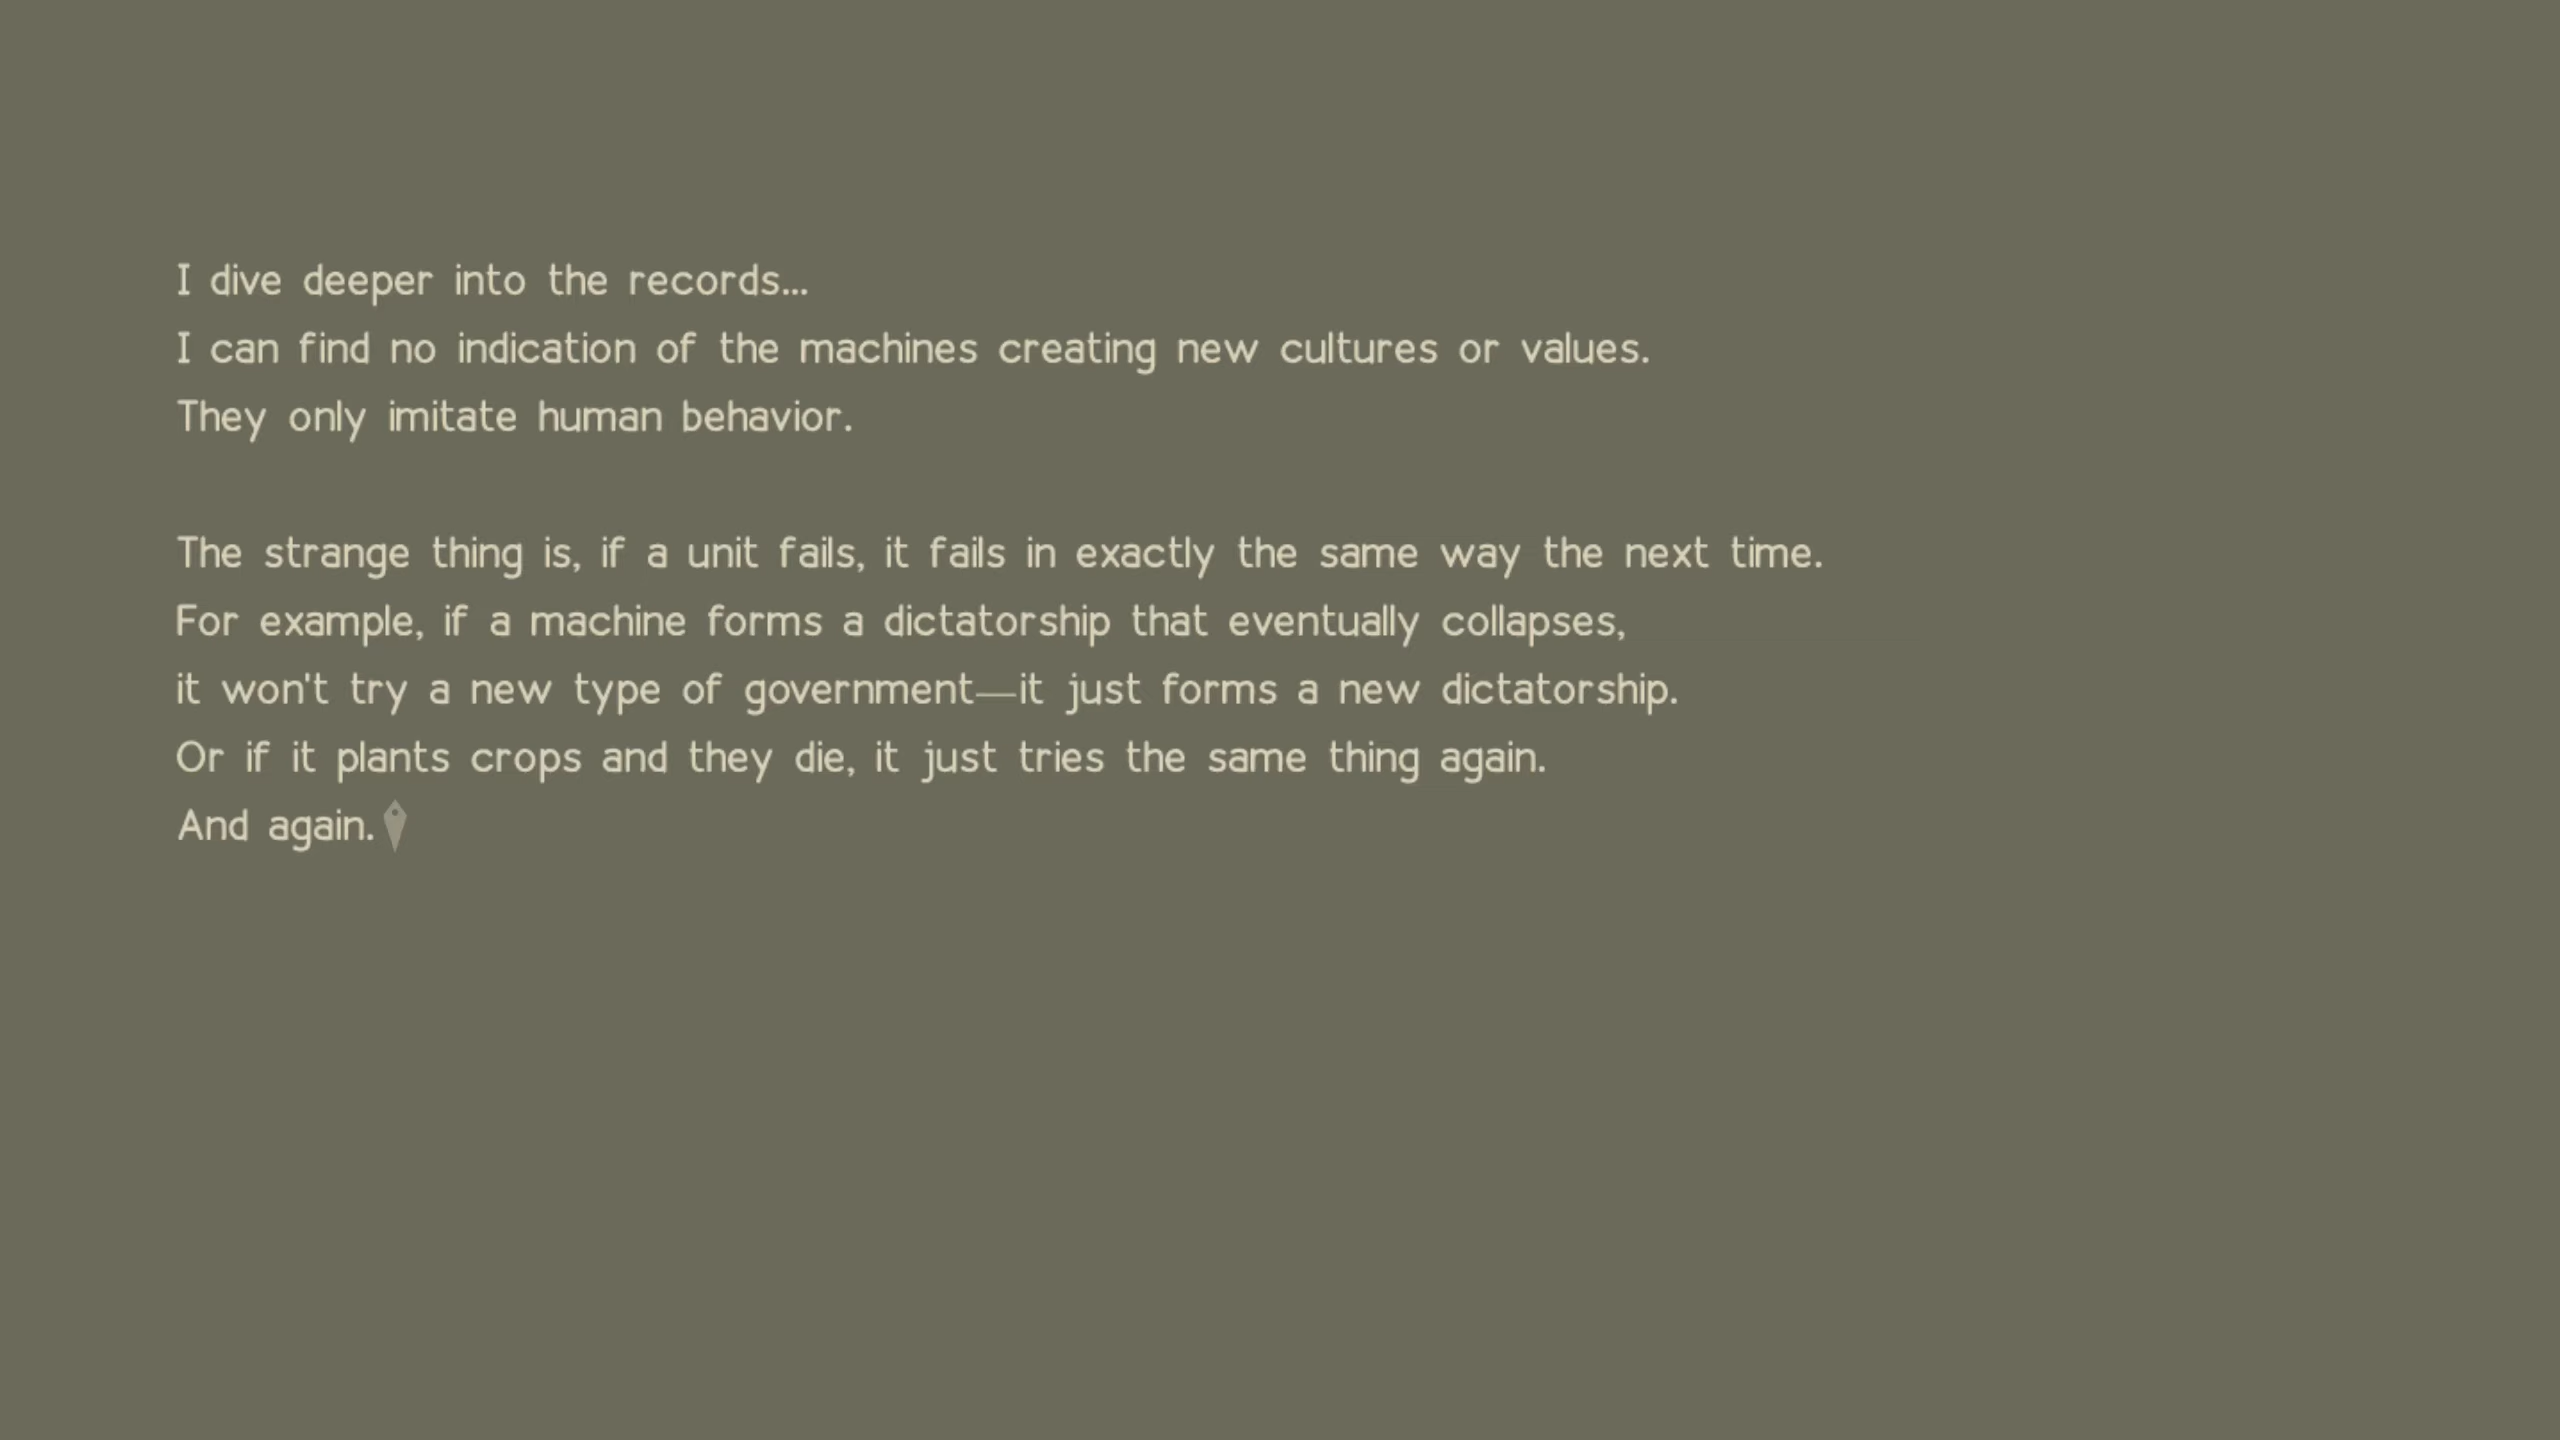 I dive deeper into the records...
I can find no indication of the machines creating new cultures or values.
They only imitate human behavior.
The strange thing is, if a unit fails, it fails in exactly the same way the next time.
For example, if a machine forms a dictatorship that eventually collapses,
it won't try a new type of government—it just forms a new dictatorship.
Or if it plants crops and they die, it just tries the same thing again.
And again.